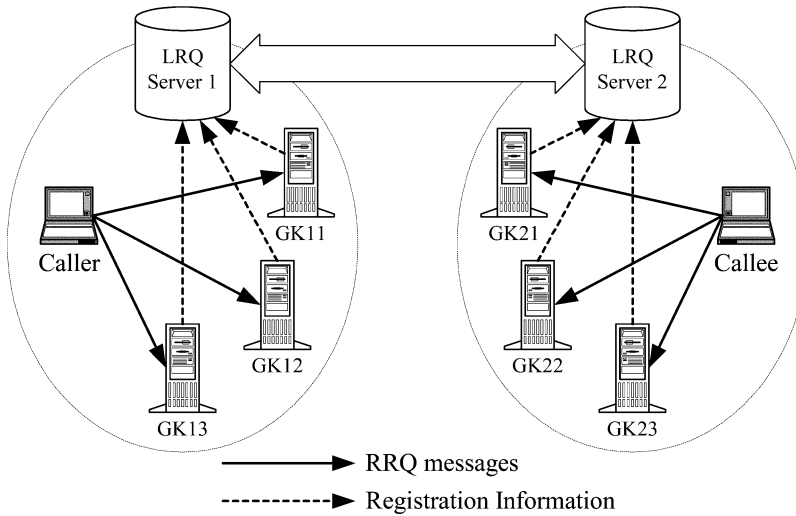 LRQ
Server 1
LRQ
Server 2
GK11
GK21
Caller
Callee
GK12
GK22
GK13
GK23
RRQ messages
Registration Information